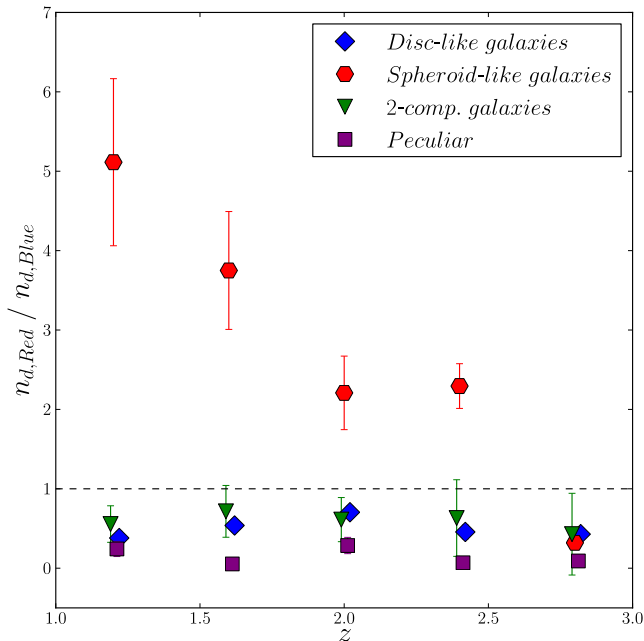 7
6
5
4
3
2
1
0
n_{d,Red} / n_{d,Blue}
Disc-like galaxies
Spheroid-like galaxies
2-comp. galaxies
Peculiar
1.0 1.5 2.0 2.5 3.0
z